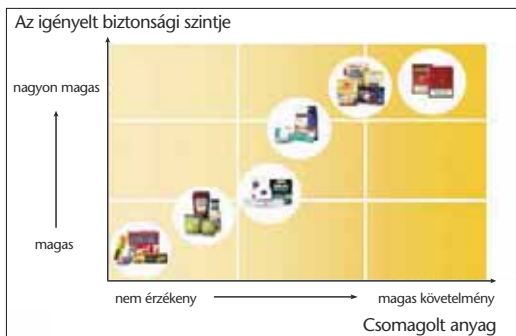 Az igényelt biztonsági szintje
nagyon magas
magas
nem érzékeny
magas követelmény
Csomagolt anyag